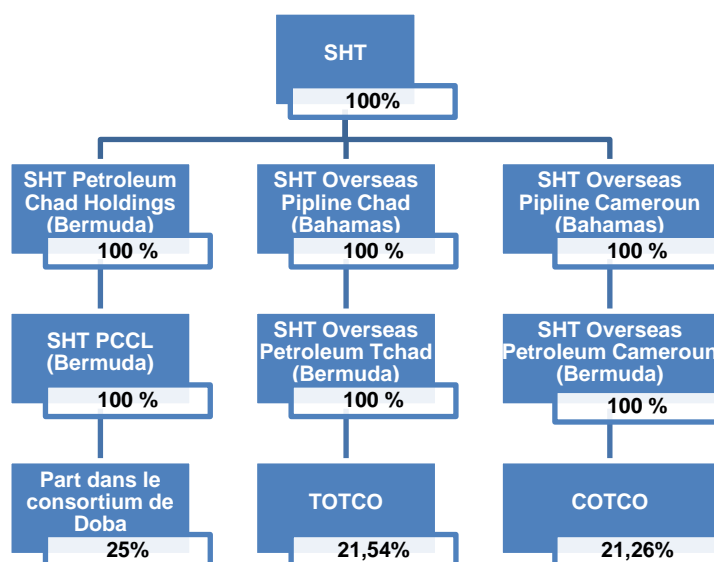 SHT
100%
SHT Petroleum
Chad Holdings
(Bermuda)
100 %
SHT Overseas
Pipline Chad
(Bahamas)
100 %
SHT Overseas
Pipline Cameroun
(Bahamas)
100 %
SHT PCCL
(Bermuda)
100 %
SHT Overseas
Petroleum Tchad
(Bermuda)
100 %
SHT Overseas
Petroleum Cameroun
(Bermuda)
100 %
Part dans le
consortium de
Doba
25%
TOTCO
21,54%
COTCO
21,26%